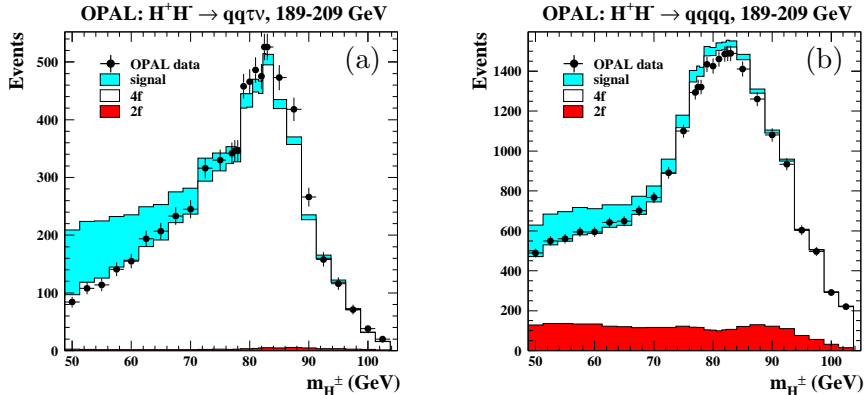 OPAL: H⁺H⁻ → qqτν, 189-209 GeV
Events
500
400
300
200
100
0
50 60 70 80 90 100
m_H± (GeV)
(a)
OPAL data
signal
4f
2f
OPAL: H⁺H⁻ → qqqq, 189-209 GeV
Events
1400
1200
1000
800
600
400
200
0
50 60 70 80 90 100
m_H± (GeV)
(b)
OPAL data
signal
4f
2f